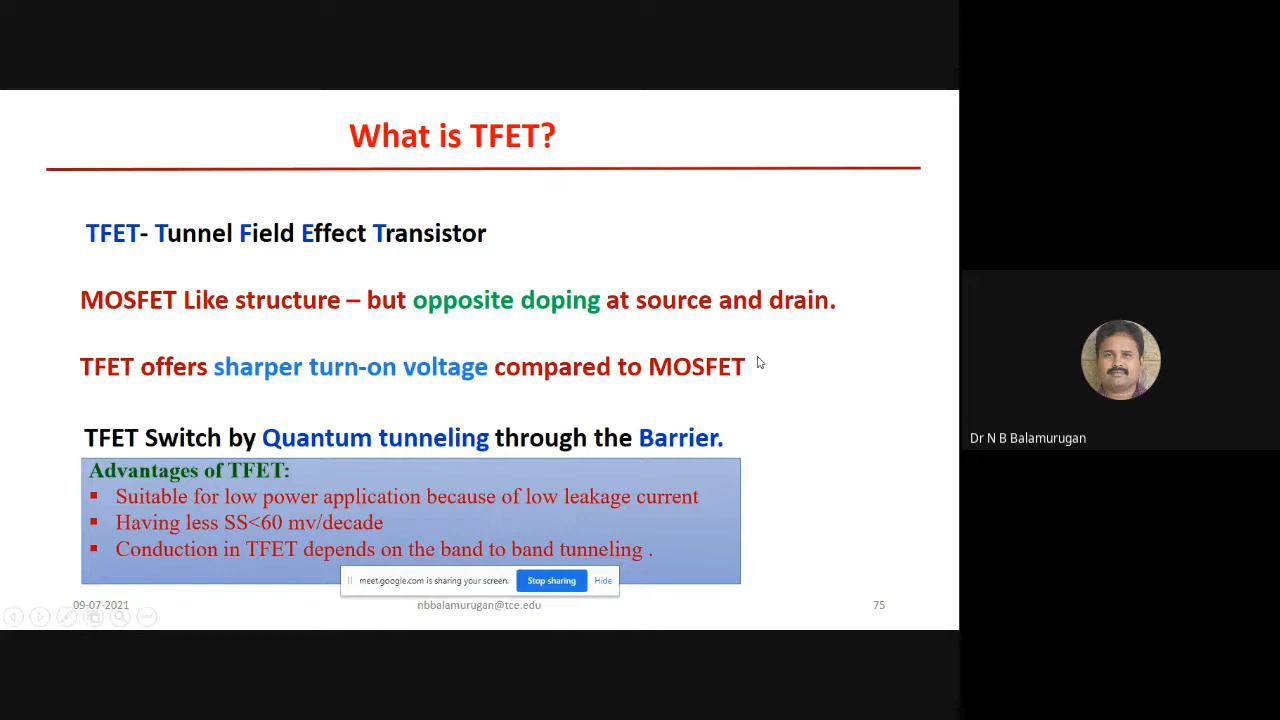 What is TFET?
TFET- Tunnel Field Effect Transistor
MOSFET Like structure – but opposite doping at source and drain.
TFET offers sharper turn-on voltage compared to MOSFET
TFET Switch by Quantum tunneling through the Barrier.
Advantages of TFET:
▪ Suitable for low power application because of low leakage current
▪ Having less SS<60 mv/decade
▪ Conduction in TFET depends on the band to band tunneling .
meet.google.com is sharing your screen. Stop sharing Hide
09-07-2021 nbbalamurugan@tce.edu 75
Dr N B Balamurugan